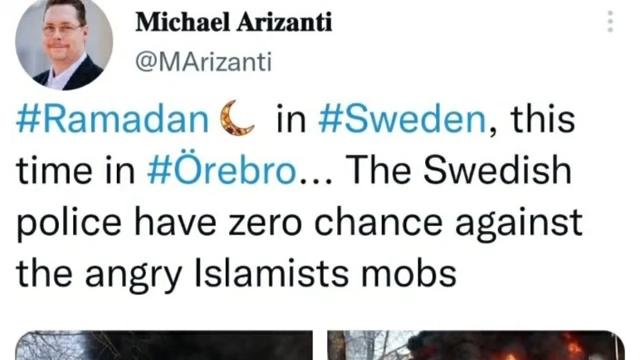 Michael Arizanti
@MArizanti
#Ramadan🌙 in #Sweden, this
time in #Örebro... The Swedish
police have zero chance against
the angry Islamists mobs